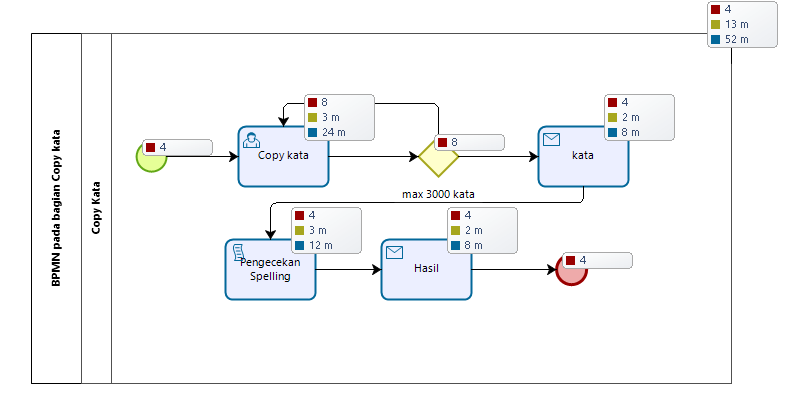 4
13 m
52 m
BPMN pada bagian Copy kata
Copy Kata
4
8
3 m
24 m
Copy kata
8
4
2 m
8 m
kata
max 3000 kata
4
3 m
12 m
Pengecekan
Spelling
4
2 m
8 m
Hasil
4